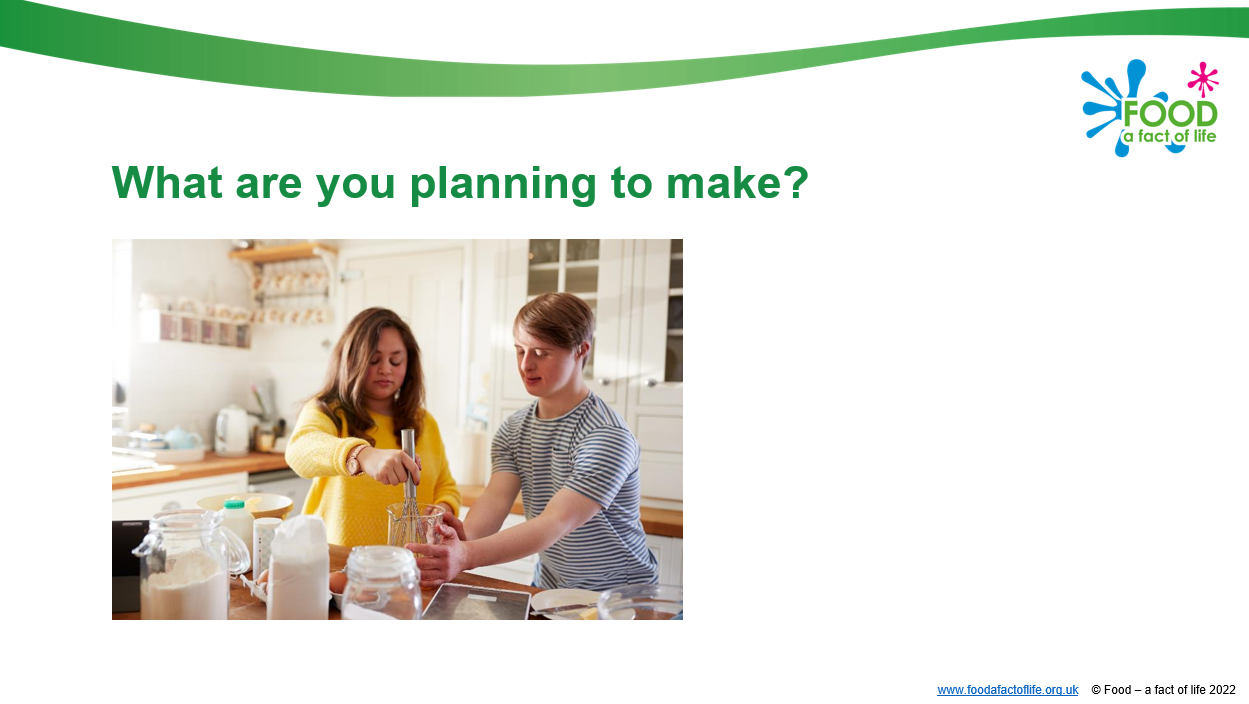 FOOD
a fact of life
What are you planning to make?
www.foodafactoflife.org.uk © Food – a fact of life 2022